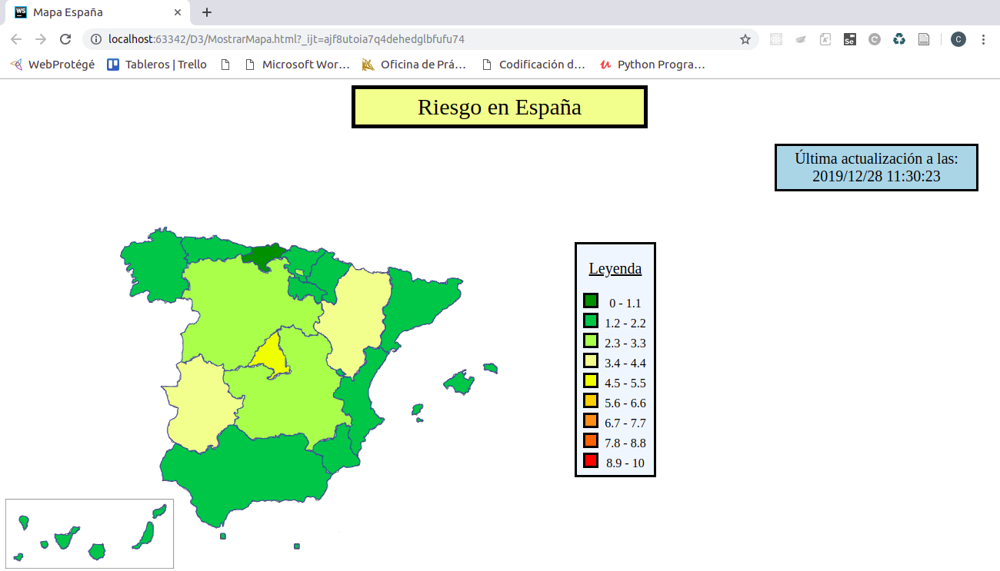 WS
Mapa España
localhost:63342/D3/MostrarMapa.html?_ijt=ajf8utoia7q4dehedglbfufu74
Se
C
C
WebProtégé
Tableros | Trello
Microsoft Wor…
Oficina de Prá…
Codificación d…
Python Progra…
Riesgo en España
Última actualización a las:
2019/12/28 11:30:23
Leyenda
0 - 1.1
1.2 - 2.2
2.3 - 3.3
3.4 - 4.4
4.5 - 5.5
5.6 - 6.6
6.7 - 7.7
7.8 - 8.8
8.9 - 10